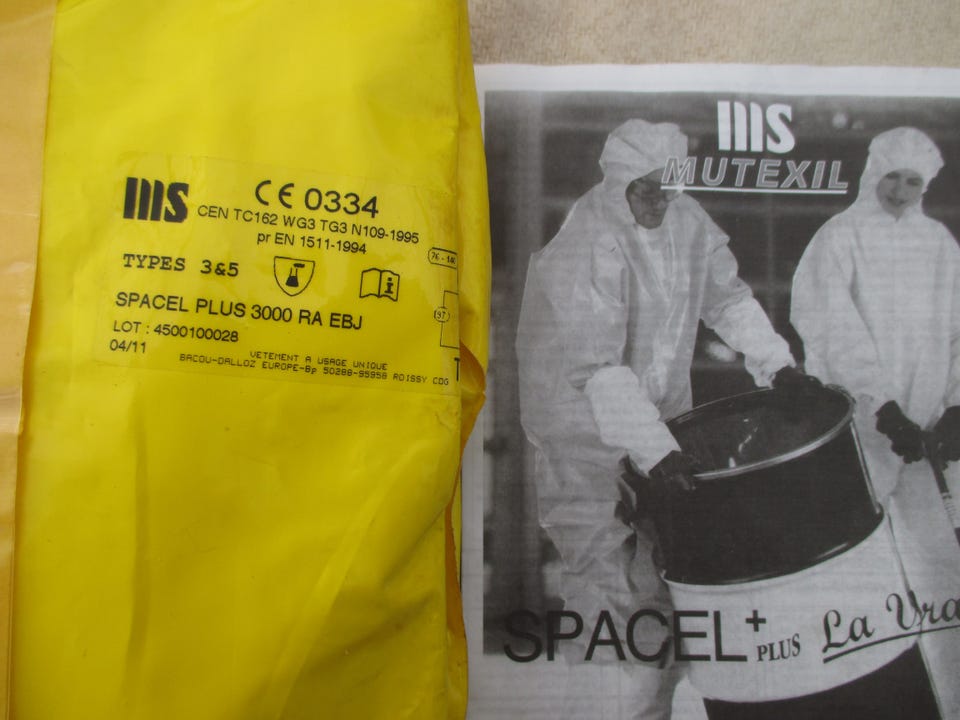 ms
CE 0334
CEN TC162 WG3 TG3 N109-1995
pr EN 1511-1994
TYPES 3&5
SPACEL PLUS 3000 RA EBJ
LOT : 4500100028
04/11
VETEMENT A USAGE UNIQUE
BACOU-DALLOZ EUROPE-Bp 50288-95958 ROISSY CDG
97
T
ms
MUTEXIL
SPACEL+ PLUS La Vra